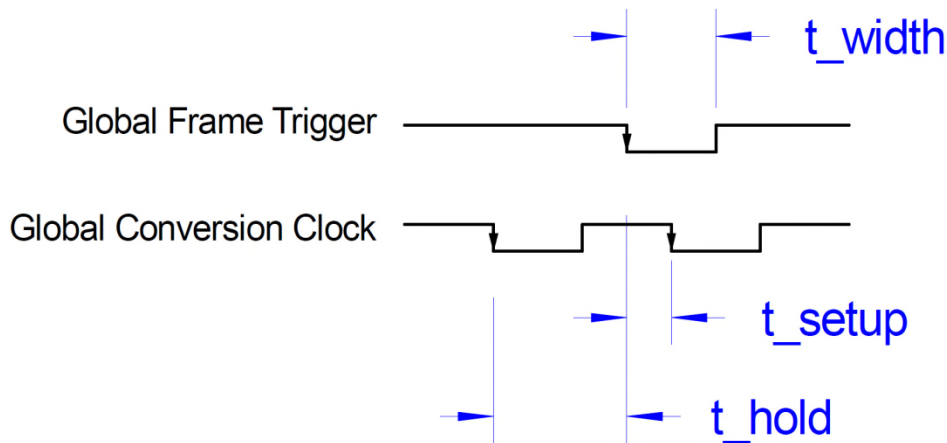 t_width
Global Frame Trigger
Global Conversion Clock
t_setup
t_hold